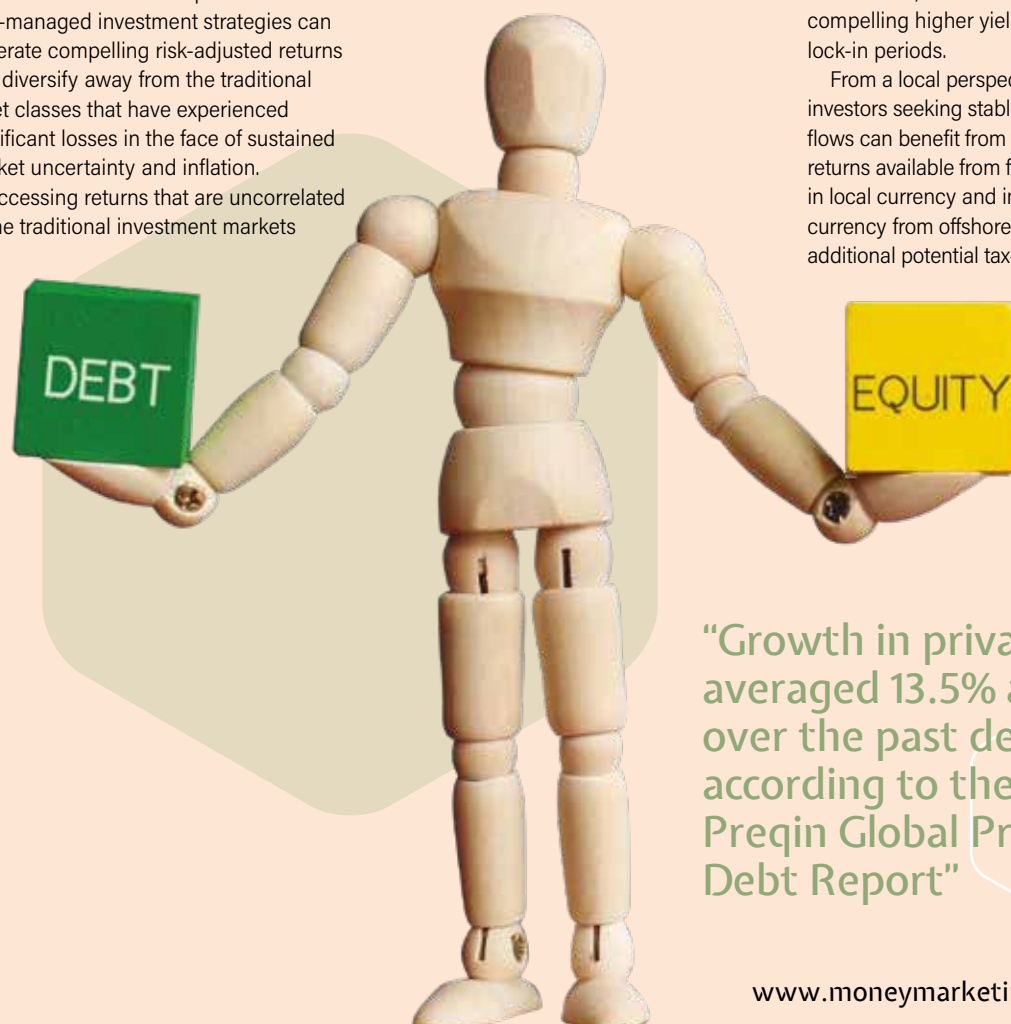 -managed investment strategies can
erate compelling risk-adjusted returns
diversify away from the traditional
et classes that have experienced
ificant losses in the face of sustained
ket uncertainty and inflation.
ccessing returns that are uncorrelated
ne traditional investment markets
compelling higher yiel
lock-in periods.
From a local perspec
investors seeking stabl
flows can benefit from
returns available from f
in local currency and in
currency from offshore
additional potential tax
DEBT
EQUITY
“Growth in priva
averaged 13.5% a
over the past de
according to the
Preqin Global Pr
Debt Report”
www.moneymarketi